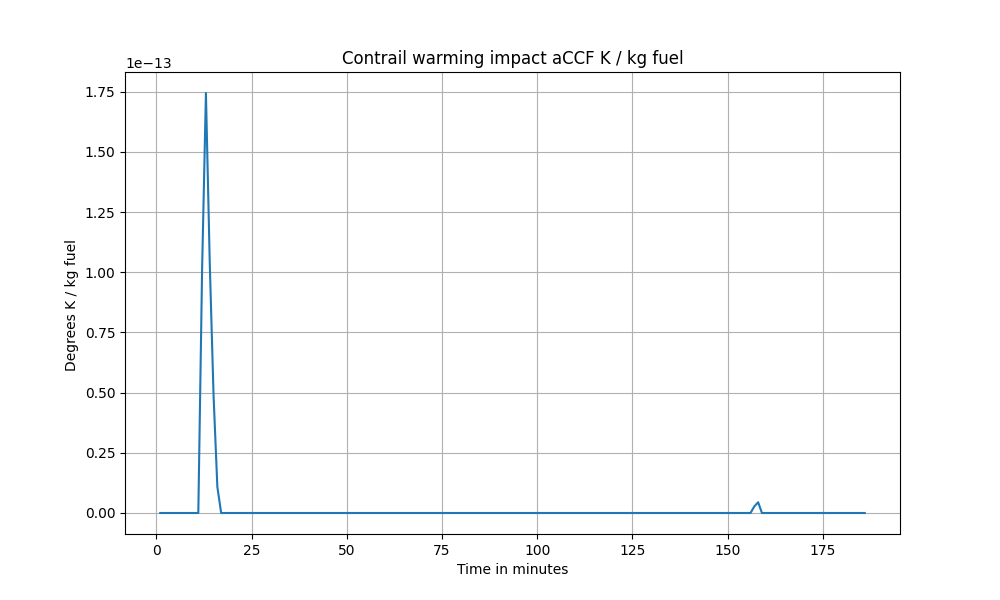 Contrail warming impact aCCF K / kg fuel
1e−13
1.75
1.50
1.25
1.00
0.75
0.50
0.25
0.00
Degrees K / kg fuel
0 25 50 75 100 125 150 175
Time in minutes